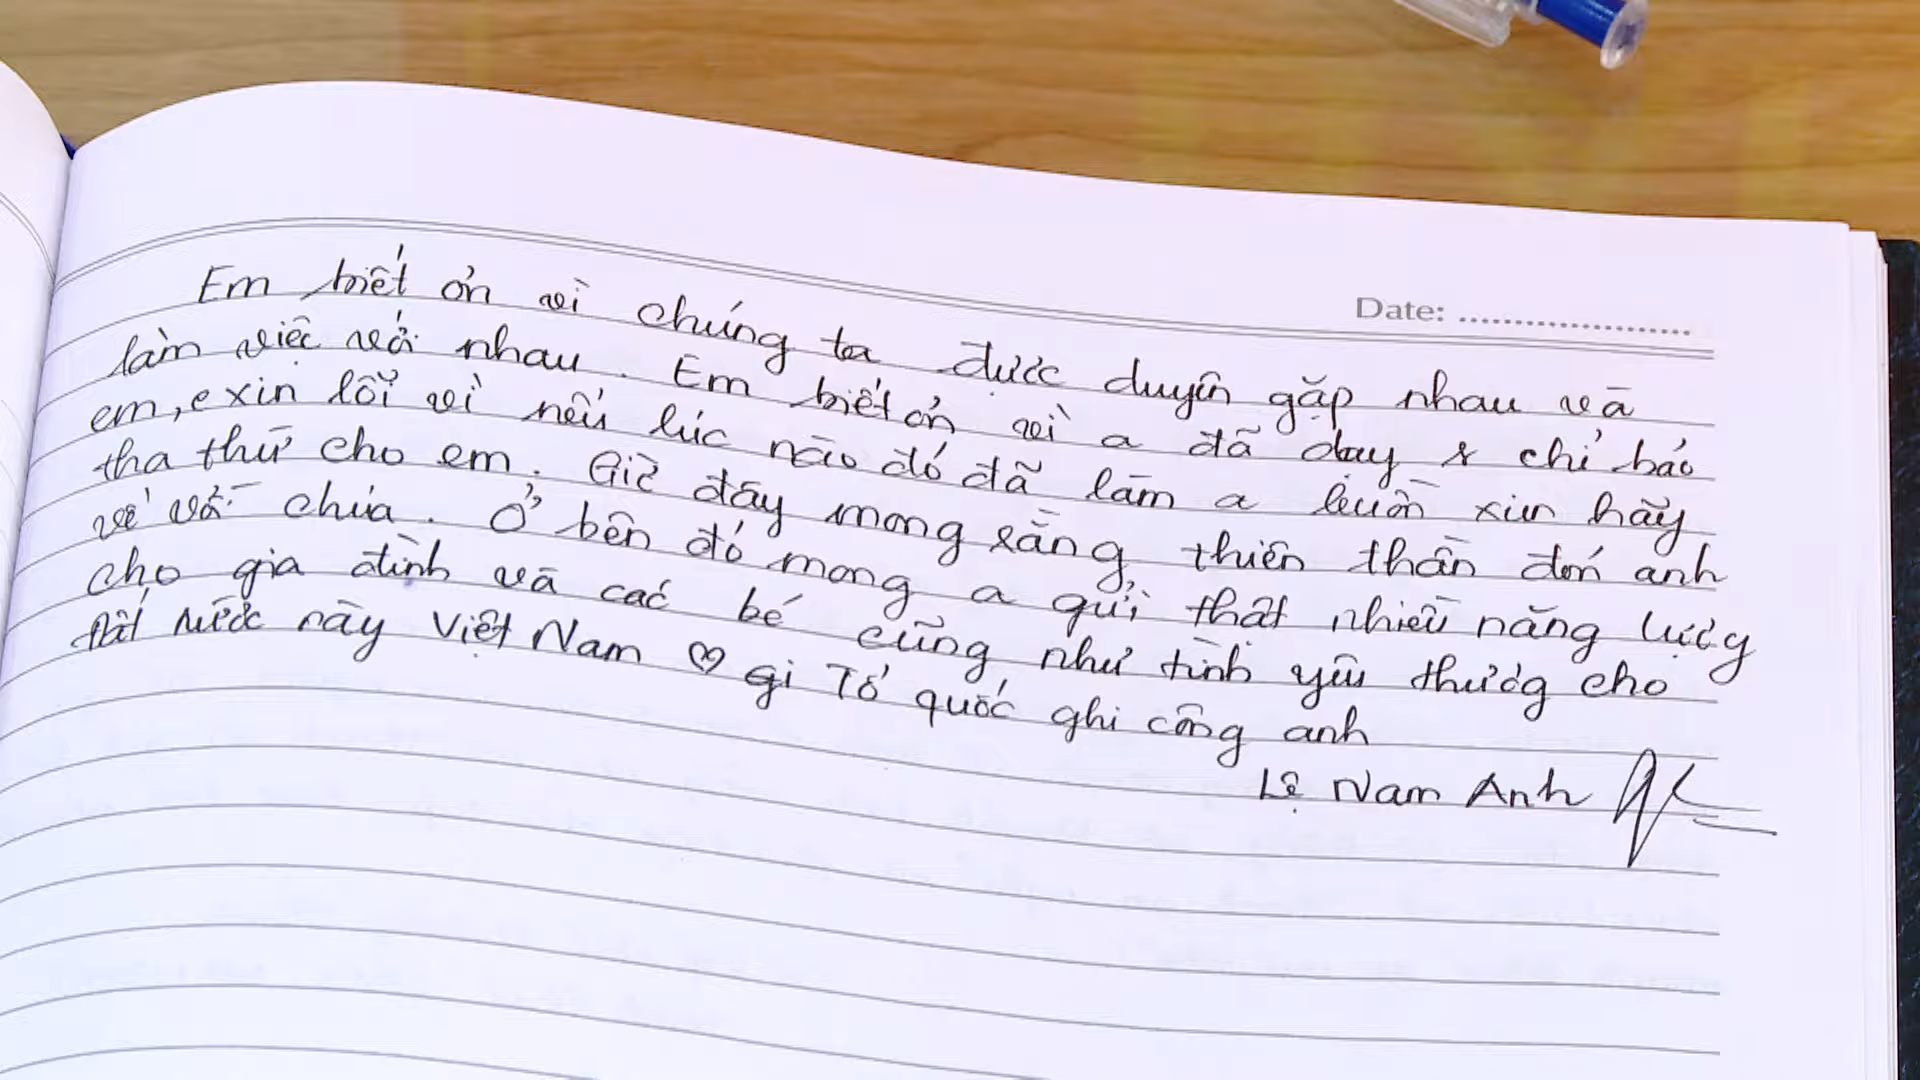 Date: ......................
Em biết ơn vì chúng ta được duyên gặp nhau và
làm việc với nhau. Em biết ơn vì a đã dạy & chỉ bảo
em, e xin lỗi vì nếu lúc nào đó đã làm a buồn xin hãy
tha thứ cho em. Giờ đây mong rằng thiên thần đón anh
về với chúa. Ở bên đó mong a gửi thật nhiều năng lượng
cho gia đình và các bé cũng như tình yêu thương cho
đất nước này Việt Nam ♡ Tổ quốc ghi công anh
Lê Nam Anh